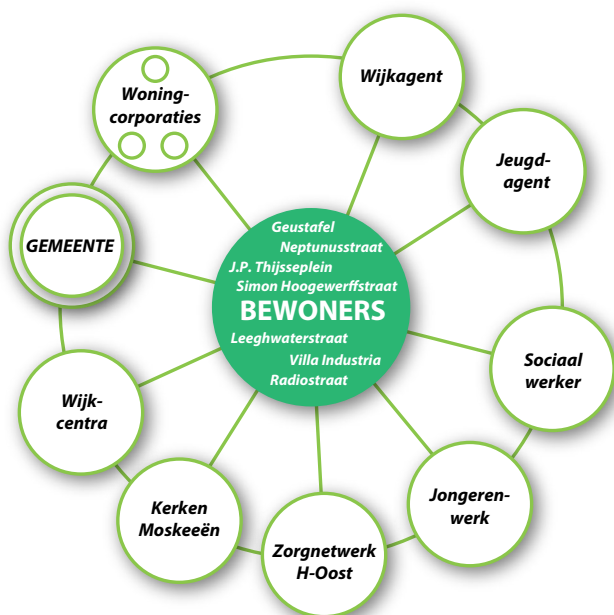 Woning-
corporaties
Wijkagent
Jeugd-
agent
GEMEENTE
Geustafel
Neptunusstraat
J.P. Thijsseplein
Simon Hoogewerffstraat
BEWONERS
Leeghwaterstraat
Villa Industria
Radiostraat
Sociaal
werker
Wijk-
centra
Jongeren-
werk
Kerken
Moskeeën
Zorgnetwerk
H-Oost